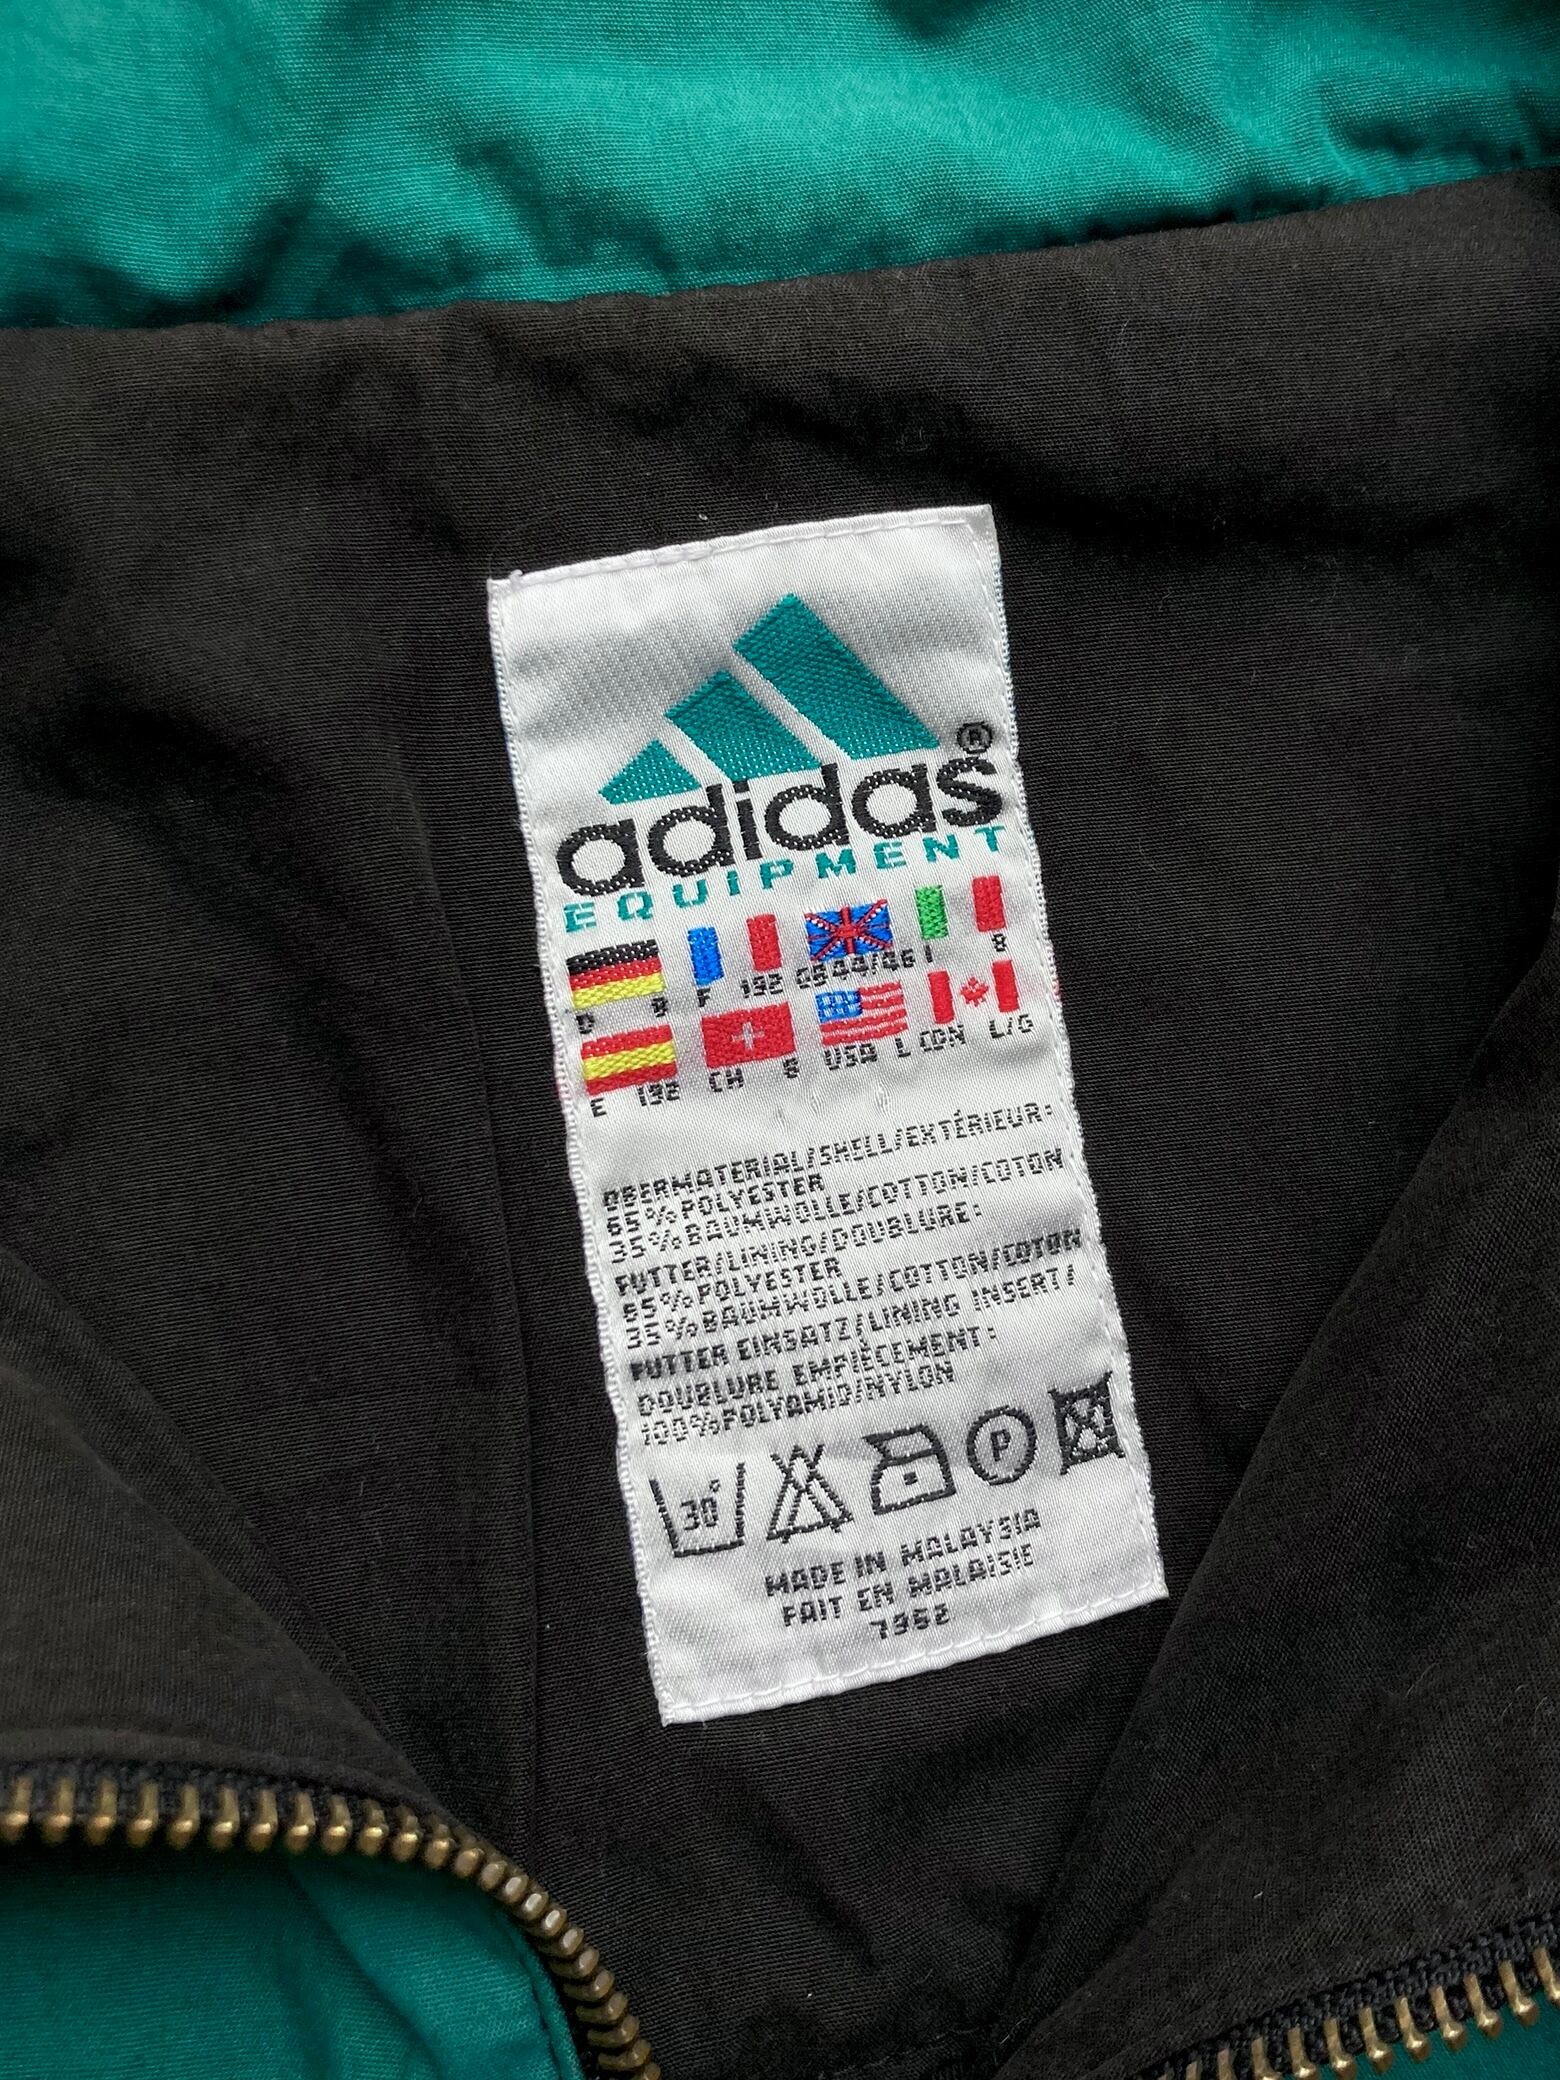 adidas®
EQUIPMENT
D 8 F 192 GB 44/46 I 8
E 192 CH 8 USA L CDN L/G
OBERMATERIAL/SHELL/EXTÉRIEUR:
65% POLYESTER
35% BAUMWOLLE/COTTON/COTON
FUTTER/LINING/DOUBLURE:
65% POLYESTER
35% BAUMWOLLE/COTTON/COTON
FUTTER EINSATZ/LINING INSERT/
DOUBLURE EMPIÈCEMENT:
100% POLYAMID/NYLON
30° P
MADE IN MALAYSIA
FAIT EN MALAISIE